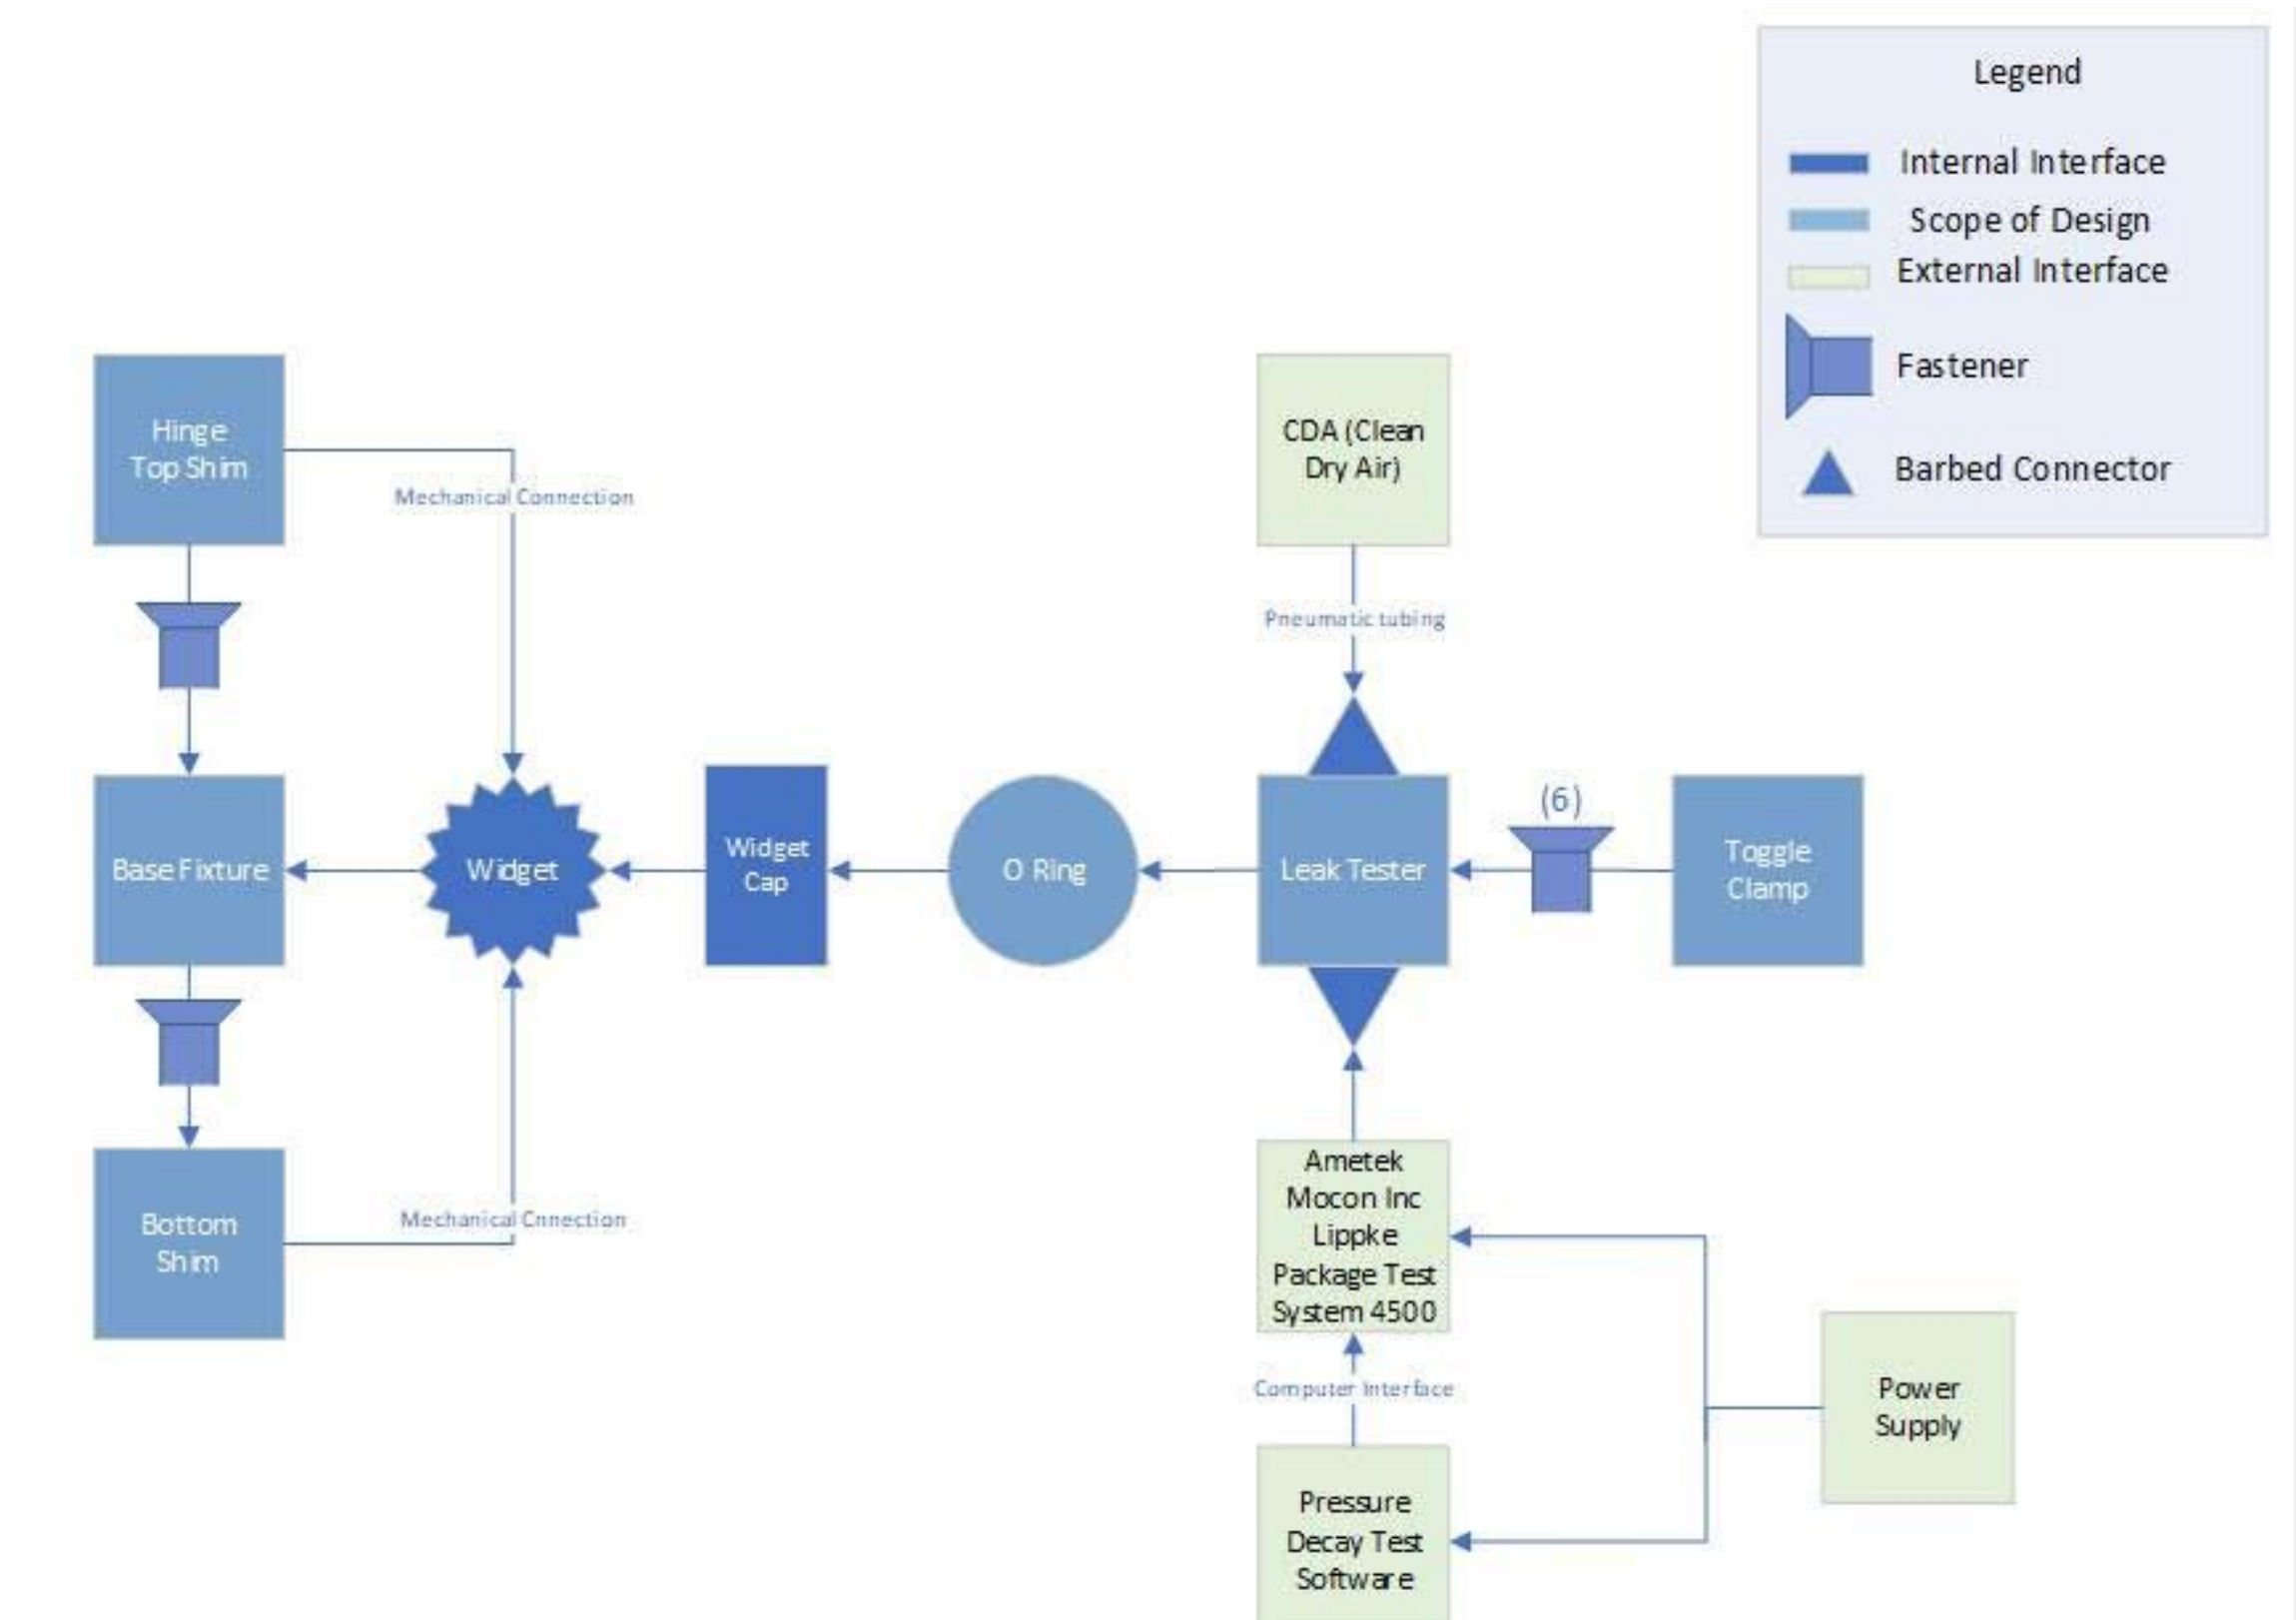 Legend
Internal Interface
Scope of Design
External Interface
Fastener
Barbed Connector
Hinge
Top Shim
Mechanical Connection
CDA (Clean
Dry Air)
Pneumatic tubing
Base Fixture
Widget
Widget
Cap
O Ring
Leak Tester
(6)
Toggle
Clamp
Bottom
Shim
Mechanical Cnnection
Ametek
Mocon Inc
Lippke
Package Test
System 4500
Computer Interface
Power
Supply
Pressure
Decay Test
Software